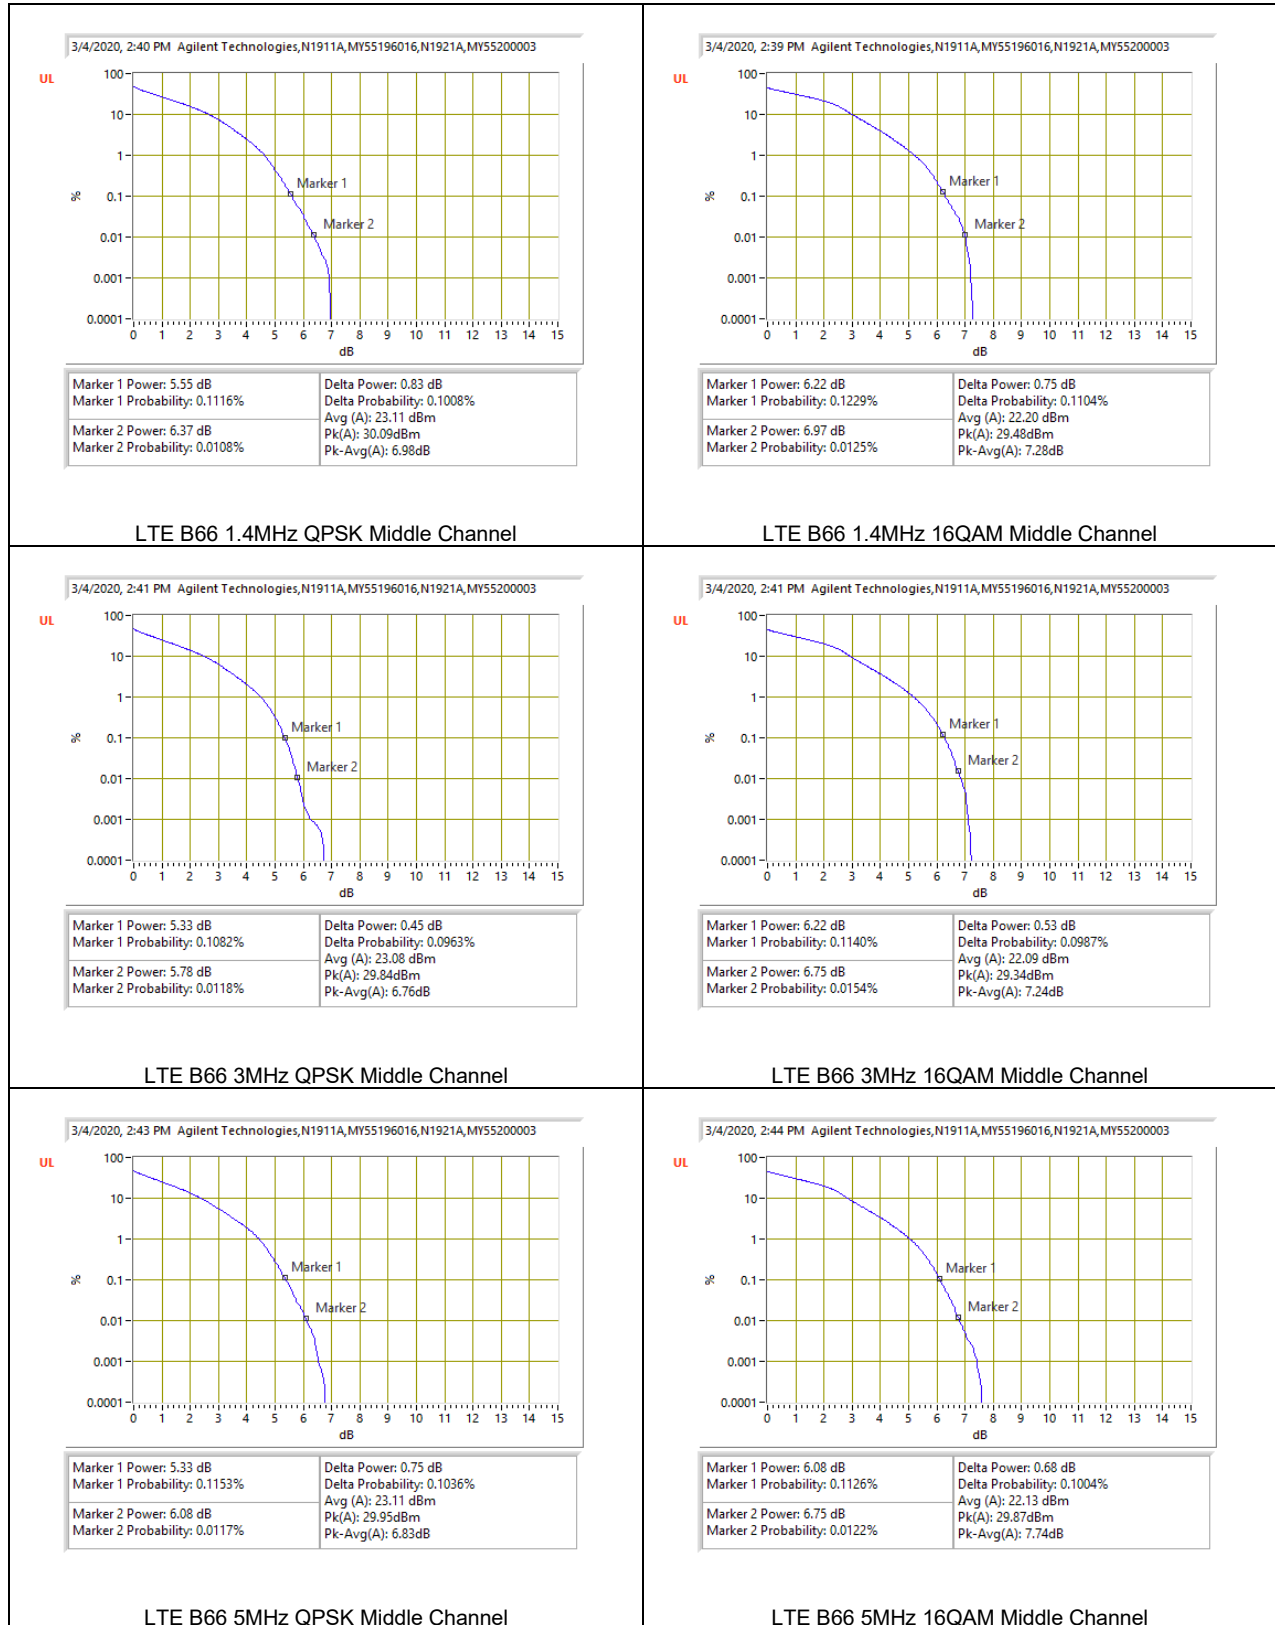 3/4/2020, 2:40 PM Agilent Technologies,N1911A,MY55196016,N1921A,MY55200003
UL
100
10
1
0.1
0.01
0.001
0.0001
%
Marker 1
Marker 2
0 1 2 3 4 5 6 7 8 9 10 11 12 13 14 15
dB
Marker 1 Power: 5.55 dB
Marker 1 Probability: 0.1116%
Marker 2 Power: 6.37 dB
Marker 2 Probability: 0.0108%
Delta Power: 0.83 dB
Delta Probability: 0.1008%
Avg (A): 23.11 dBm
Pk(A): 30.09dBm
Pk-Avg(A): 6.98dB
LTE B66 1.4MHz QPSK Middle Channel
3/4/2020, 2:39 PM Agilent Technologies,N1911A,MY55196016,N1921A,MY55200003
UL
100
10
1
0.1
0.01
0.001
0.0001
%
Marker 1
Marker 2
0 1 2 3 4 5 6 7 8 9 10 11 12 13 14 15
dB
Marker 1 Power: 6.22 dB
Marker 1 Probability: 0.1229%
Marker 2 Power: 6.97 dB
Marker 2 Probability: 0.0125%
Delta Power: 0.75 dB
Delta Probability: 0.1104%
Avg (A): 22.20 dBm
Pk(A): 29.48dBm
Pk-Avg(A): 7.28dB
LTE B66 1.4MHz 16QAM Middle Channel
3/4/2020, 2:41 PM Agilent Technologies,N1911A,MY55196016,N1921A,MY55200003
UL
100
10
1
0.1
0.01
0.001
0.0001
%
Marker 1
Marker 2
0 1 2 3 4 5 6 7 8 9 10 11 12 13 14 15
dB
Marker 1 Power: 5.33 dB
Marker 1 Probability: 0.1082%
Marker 2 Power: 5.78 dB
Marker 2 Probability: 0.0118%
Delta Power: 0.45 dB
Delta Probability: 0.0963%
Avg (A): 23.08 dBm
Pk(A): 29.84dBm
Pk-Avg(A): 6.76dB
LTE B66 3MHz QPSK Middle Channel
3/4/2020, 2:41 PM Agilent Technologies,N1911A,MY55196016,N1921A,MY55200003
UL
100
10
1
0.1
0.01
0.001
0.0001
%
Marker 1
Marker 2
0 1 2 3 4 5 6 7 8 9 10 11 12 13 14 15
dB
Marker 1 Power: 6.22 dB
Marker 1 Probability: 0.1140%
Marker 2 Power: 6.75 dB
Marker 2 Probability: 0.0154%
Delta Power: 0.53 dB
Delta Probability: 0.0987%
Avg (A): 22.09 dBm
Pk(A): 29.34dBm
Pk-Avg(A): 7.24dB
LTE B66 3MHz 16QAM Middle Channel
3/4/2020, 2:43 PM Agilent Technologies,N1911A,MY55196016,N1921A,MY55200003
UL
100
10
1
0.1
0.01
0.001
0.0001
%
Marker 1
Marker 2
0 1 2 3 4 5 6 7 8 9 10 11 12 13 14 15
dB
Marker 1 Power: 5.33 dB
Marker 1 Probability: 0.1153%
Marker 2 Power: 6.08 dB
Marker 2 Probability: 0.0117%
Delta Power: 0.75 dB
Delta Probability: 0.1036%
Avg (A): 23.11 dBm
Pk(A): 29.95dBm
Pk-Avg(A): 6.83dB
LTE B66 5MHz QPSK Middle Channel
3/4/2020, 2:44 PM Agilent Technologies,N1911A,MY55196016,N1921A,MY55200003
UL
100
10
1
0.1
0.01
0.001
0.0001
%
Marker 1
Marker 2
0 1 2 3 4 5 6 7 8 9 10 11 12 13 14 15
dB
Marker 1 Power: 6.08 dB
Marker 1 Probability: 0.1126%
Marker 2 Power: 6.75 dB
Marker 2 Probability: 0.0122%
Delta Power: 0.68 dB
Delta Probability: 0.1004%
Avg (A): 22.13 dBm
Pk(A): 29.87dBm
Pk-Avg(A): 7.74dB
LTE B66 5MHz 16QAM Middle Channel